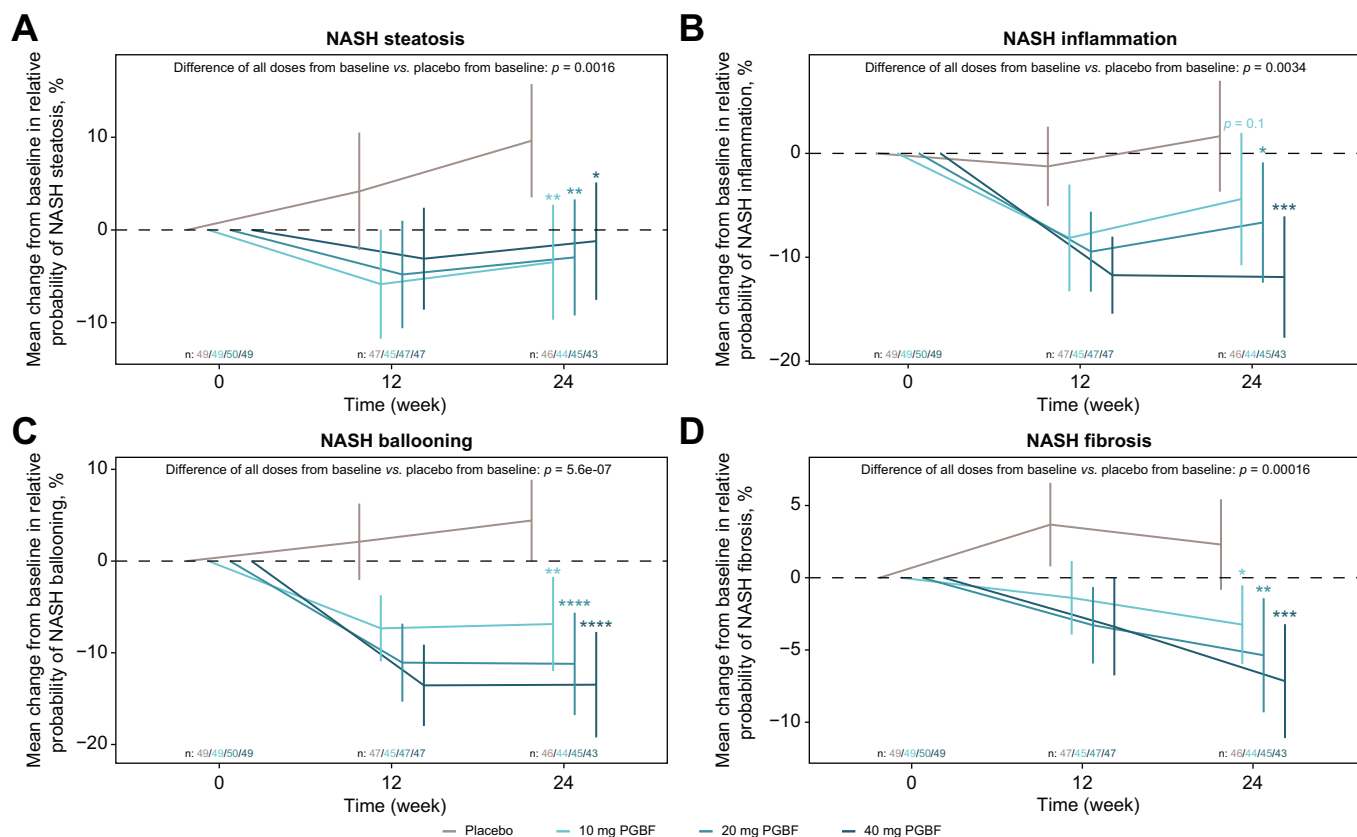 A
NASH steatosis
Difference of all doses from baseline vs. placebo from baseline: p = 0.0016
Mean change from baseline in relative
probability of NASH steatosis, %
10
0
−10
** ** *
n: 49/49/50/49 47/45/47/47 46/44/45/43
0 12 24
Time (week)
B
NASH inflammation
Difference of all doses from baseline vs. placebo from baseline: p = 0.0034
Mean change from baseline in relative
probability of NASH inflammation, %
0
−10
−20
p = 0.1
*
***
n: 49/49/50/49 47/45/47/47 46/44/45/43
0 12 24
Time (week)
C
NASH ballooning
Difference of all doses from baseline vs. placebo from baseline: p = 5.6e-07
Mean change from baseline in relative
probability of NASH ballooning, %
10
0
−10
−20
**
****
****
n: 49/49/50/49 47/45/47/47 46/44/45/43
0 12 24
Time (week)
D
NASH fibrosis
Difference of all doses from baseline vs. placebo from baseline: p = 0.00016
Mean change from baseline in relative
probability of NASH fibrosis, %
5
0
−5
−10
*
**
***
n: 49/49/50/49 47/45/47/47 46/44/45/43
0 12 24
Time (week)
Placebo 10 mg PGBF 20 mg PGBF 40 mg PGBF